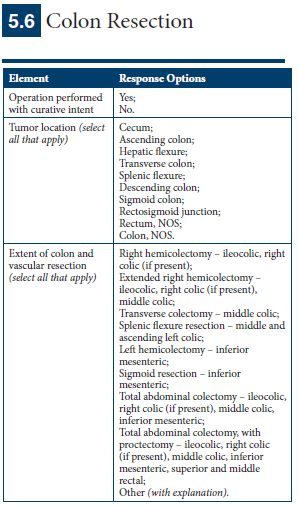 5.6 Colon Resection
Element Response Options
Operation performed Yes;
with curative intent No.
Tumor location (select Cecum;
all that apply) Ascending colon;
Hepatic flexure;
Transverse colon;
Splenic flexure;
Descending colon;
Sigmoid colon;
Rectosigmoid junction;
Rectum, NOS;
Colon, NOS.
Extent of colon and Right hemicolectomy – ileocolic, right
vascular resection colic (if present);
(select all that apply) Extended right hemicolectomy –
ileocolic, right colic (if present),
middle colic;
Transverse colectomy – middle colic;
Splenic flexure resection – middle and
ascending left colic;
Left hemicolectomy – inferior
mesenteric;
Sigmoid resection – inferior
mesenteric;
Total abdominal colectomy – ileocolic,
right colic (if present), middle colic,
inferior mesenteric;
Total abdominal colectomy, with
proctectomy – ileocolic, right colic
(if present), middle colic, inferior
mesenteric, superior and middle
rectal;
Other (with explanation).